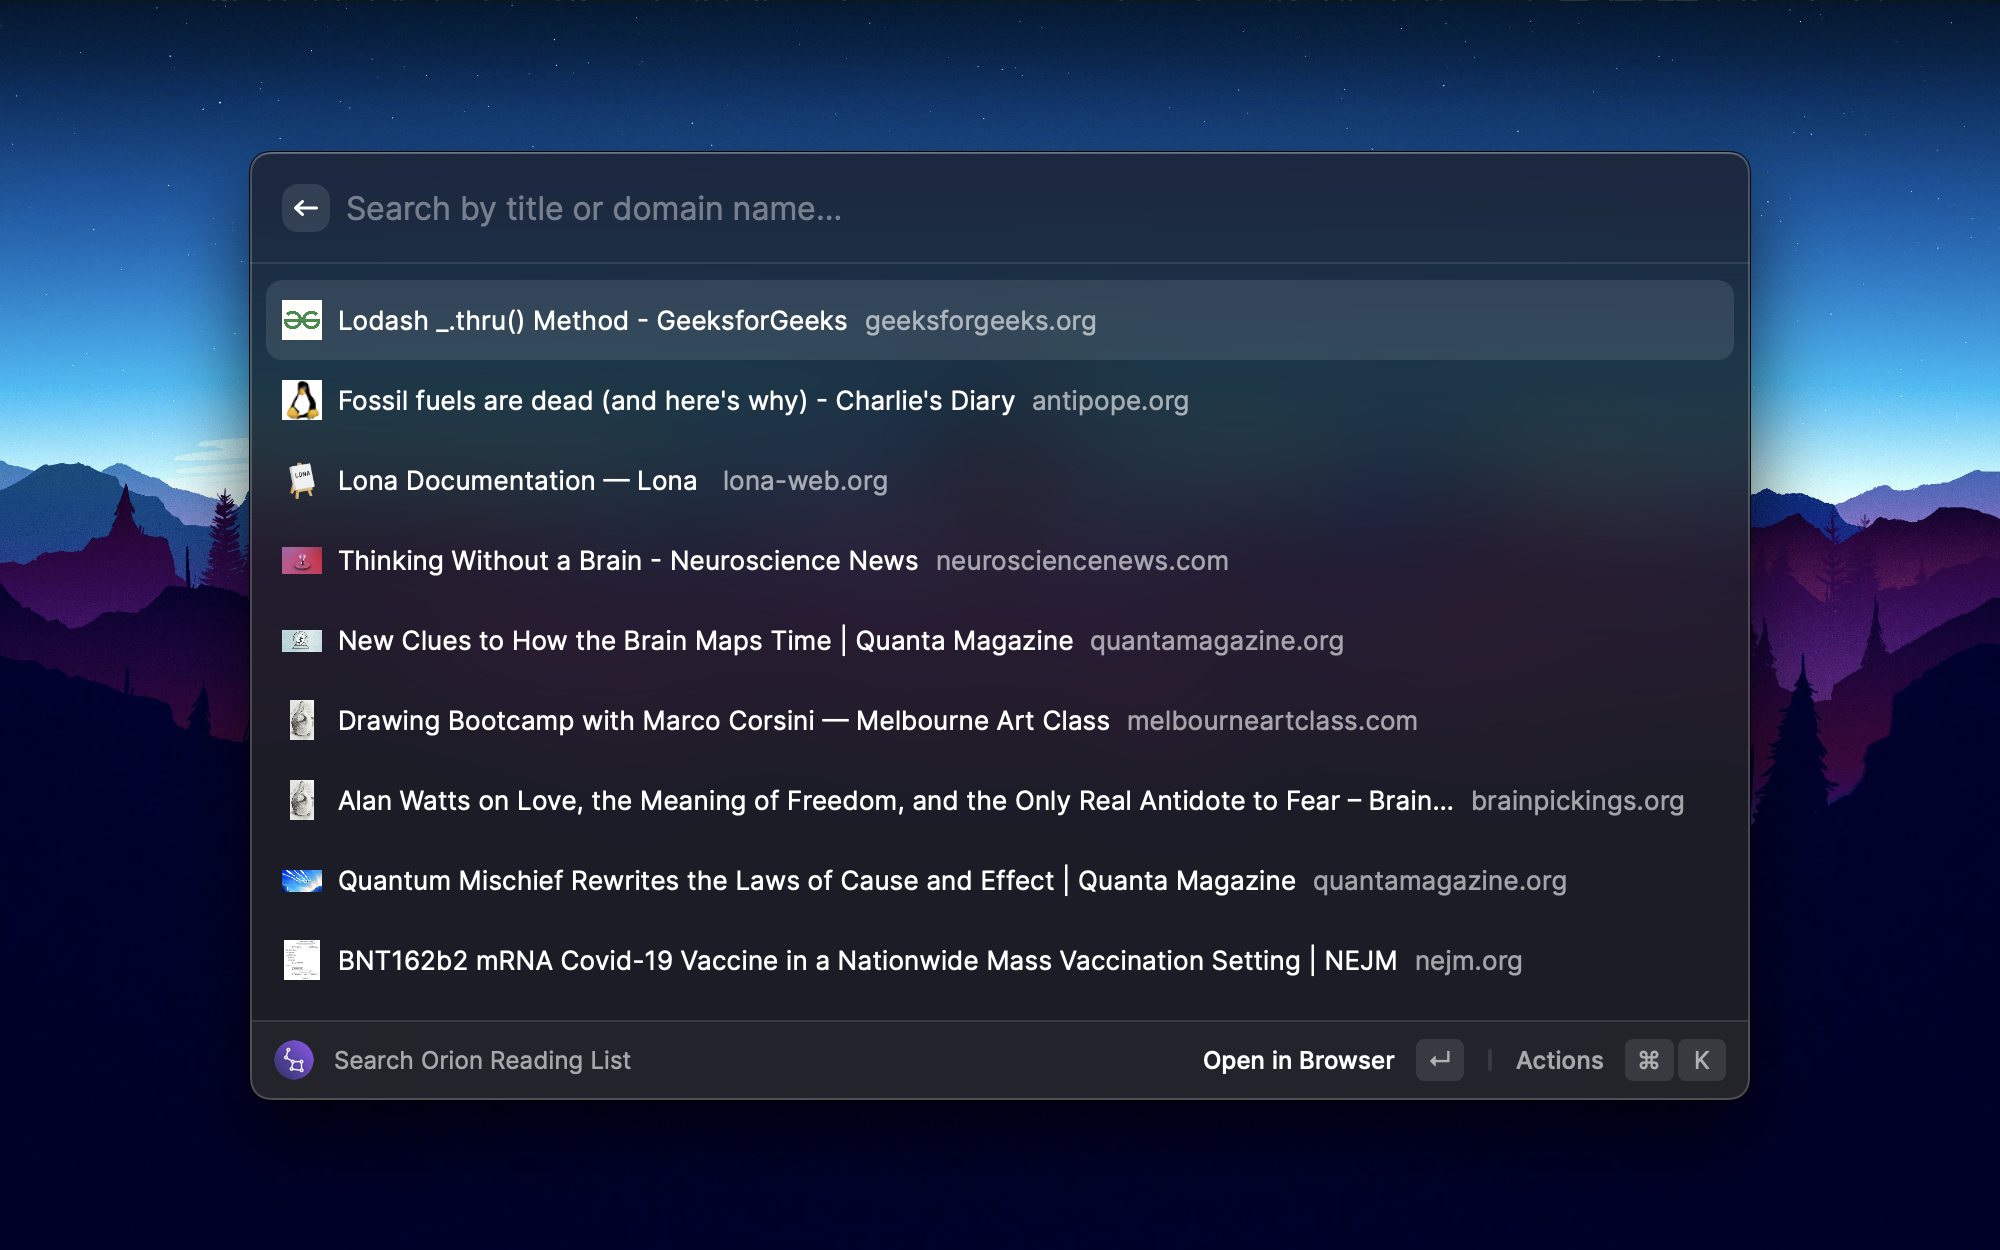 Search by title or domain name...
Lodash _.thru() Method - GeeksforGeeks geeksforgeeks.org
Fossil fuels are dead (and here's why) - Charlie's Diary antipope.org
LONA
Lona Documentation — Lona lona-web.org
Thinking Without a Brain - Neuroscience News neurosciencenews.com
New Clues to How the Brain Maps Time | Quanta Magazine quantamagazine.org
Drawing Bootcamp with Marco Corsini — Melbourne Art Class melbourneartclass.com
Alan Watts on Love, the Meaning of Freedom, and the Only Real Antidote to Fear – Brain... brainpickings.org
Quantum Mischief Rewrites the Laws of Cause and Effect | Quanta Magazine quantamagazine.org
BNT162b2 mRNA Covid-19 Vaccine in a Nationwide Mass Vaccination Setting | NEJM nejm.org
Search Orion Reading List Open in Browser ↵ Actions ⌘ K